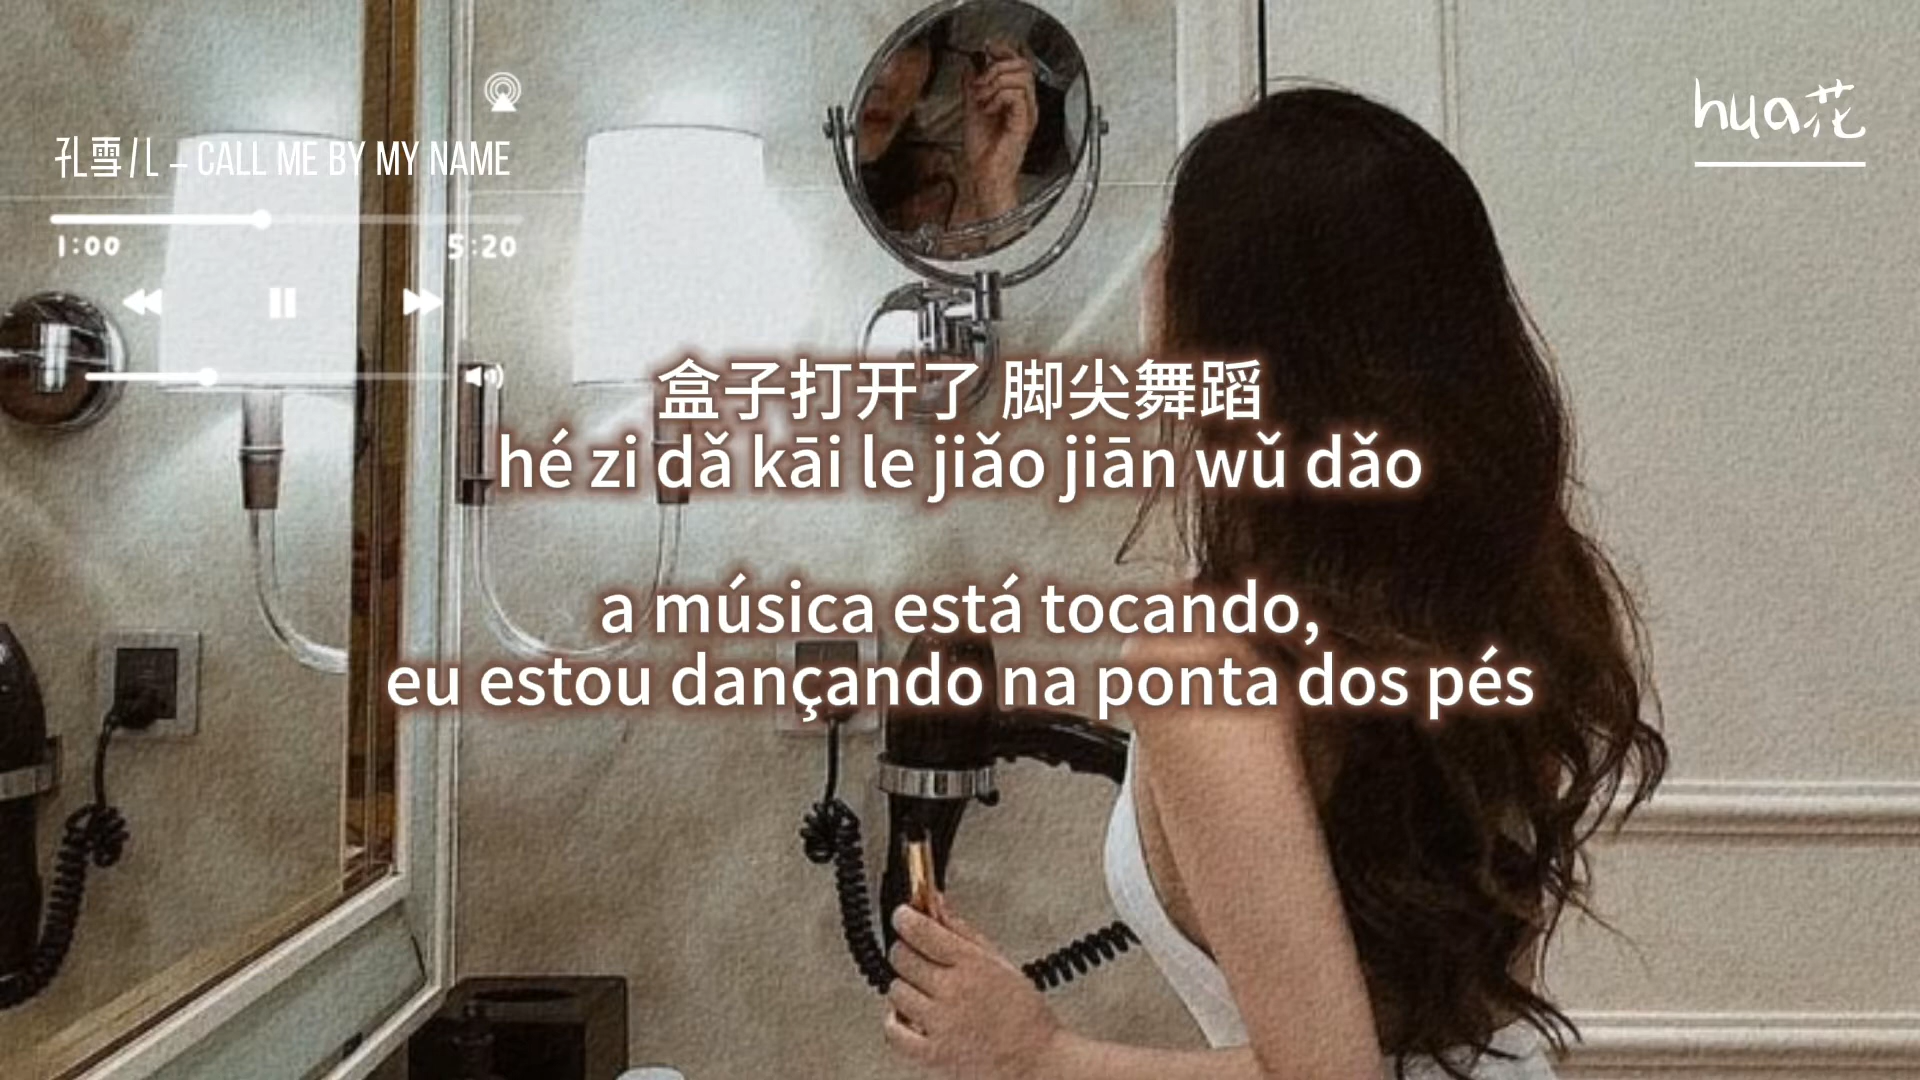 孔雪儿 – CALL ME BY MY NAME
1:00
5:20
hua花
盒子打开了 脚尖舞蹈
hé zi dǎ kāi le jiǎo jiān wǔ dǎo
a música está tocando,
eu estou dançando na ponta dos pés